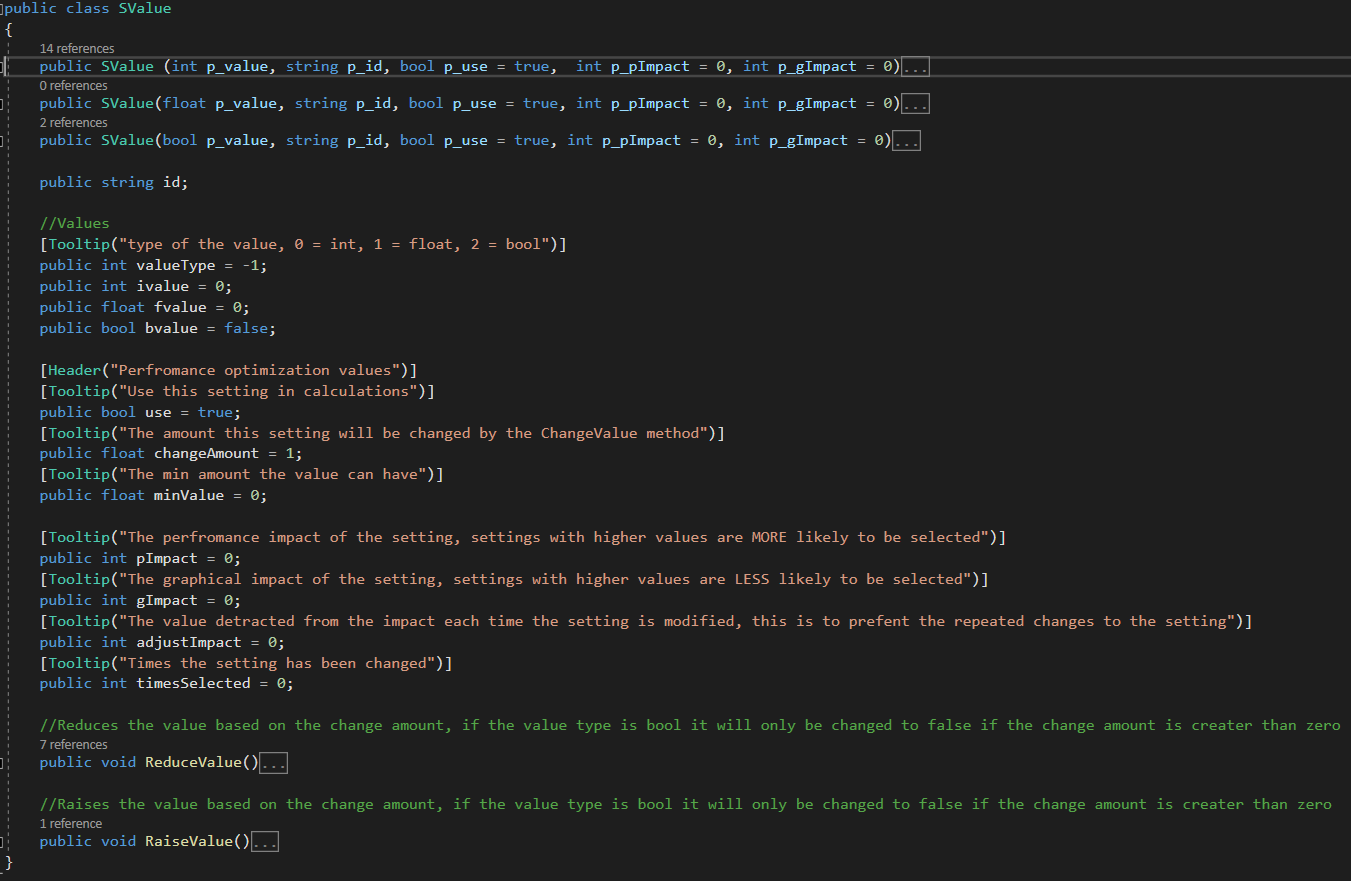 public class SValue
{
14 references
public SValue (int p_value, string p_id, bool p_use = true,  int p_pImpact = 0, int p_gImpact = 0)...
0 references
public SValue(float p_value, string p_id, bool p_use = true, int p_pImpact = 0, int p_gImpact = 0)...
2 references
public SValue(bool p_value, string p_id, bool p_use = true, int p_pImpact = 0, int p_gImpact = 0)...
public string id;
//Values
[Tooltip("type of the value, 0 = int, 1 = float, 2 = bool")]
public int valueType = -1;
public int ivalue = 0;
public float fvalue = 0;
public bool bvalue = false;
[Header("Perfromance optimization values")]
[Tooltip("Use this setting in calculations")]
public bool use = true;
[Tooltip("The amount this setting will be changed by the ChangeValue method")]
public float changeAmount = 1;
[Tooltip("The min amount the value can have")]
public float minValue = 0;
[Tooltip("The perfromance impact of the setting, settings with higher values are MORE likely to be selected")]
public int pImpact = 0;
[Tooltip("The graphical impact of the setting, settings with higher values are LESS likely to be selected")]
public int gImpact = 0;
[Tooltip("The value detracted from the impact each time the setting is modified, this is to prefent the repeated changes to the setting")]
public int adjustImpact = 0;
[Tooltip("Times the setting has been changed")]
public int timesSelected = 0;
//Reduces the value based on the change amount, if the value type is bool it will only be changed to false if the change amount is creater than zero
7 references
public void ReduceValue()...
//Raises the value based on the change amount, if the value type is bool it will only be changed to false if the change amount is creater than zero
1 reference
public void RaiseValue()...
}